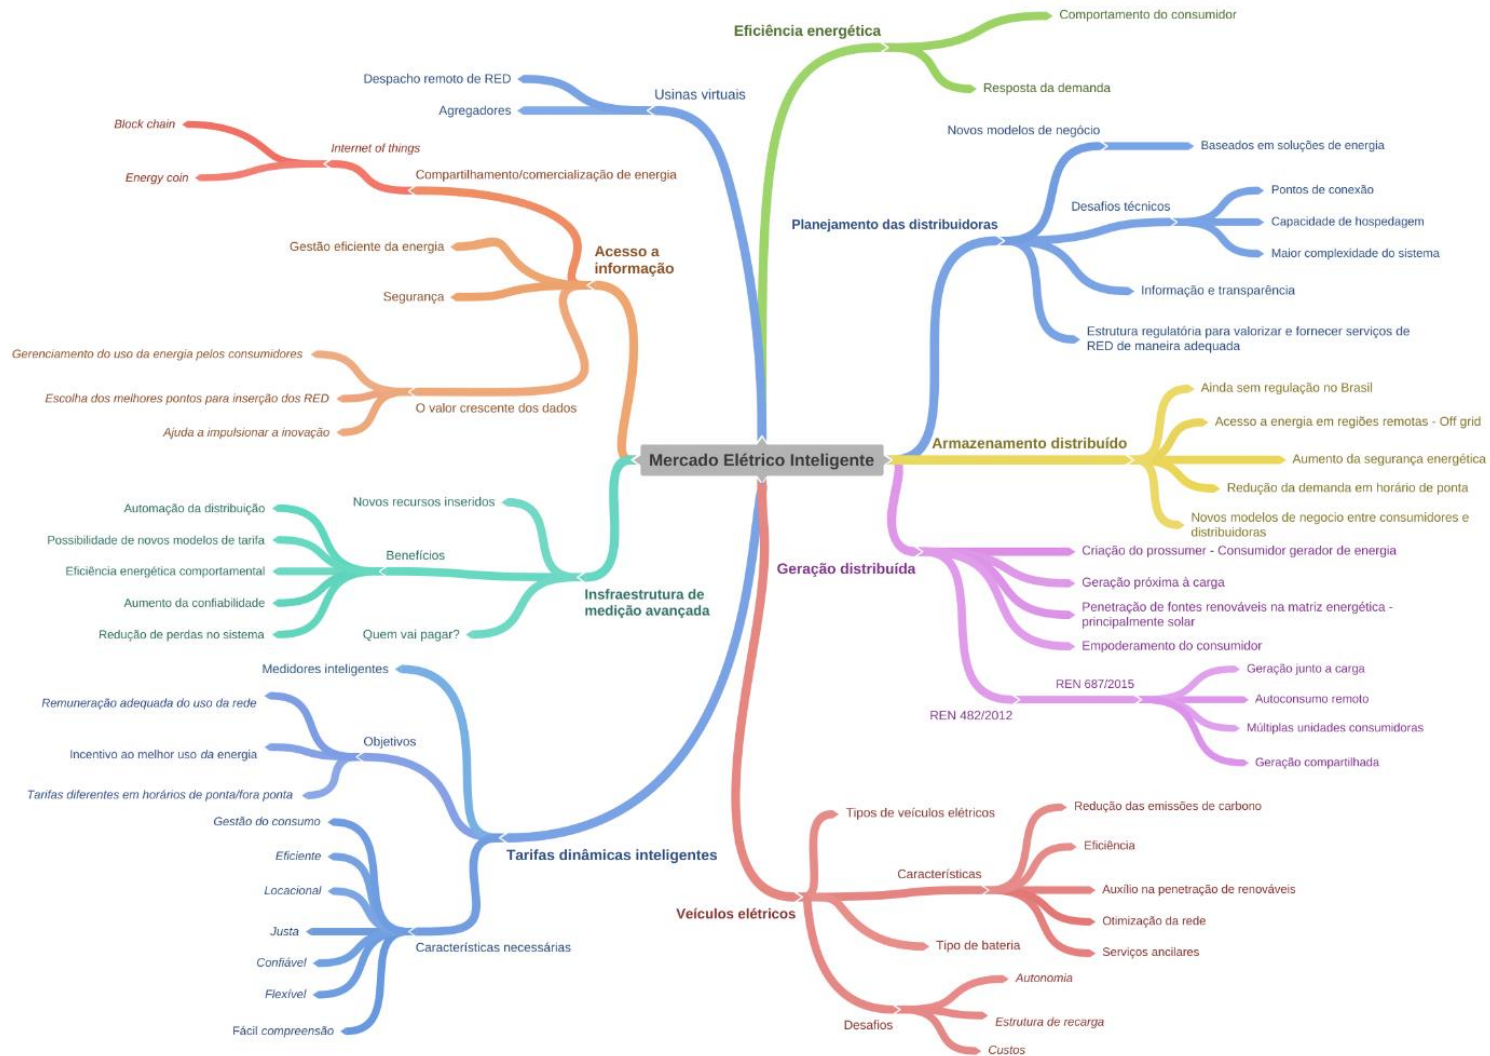 Mercado Elétrico Inteligente
Eficiência energética
Comportamento do consumidor
Resposta da demanda
Planejamento das distribuidoras
Novos modelos de negócio
Baseados em soluções de energia
Desafios técnicos
Pontos de conexão
Capacidade de hospedagem
Maior complexidade do sistema
Informação e transparência
Estrutura regulatória para valorizar e fornecer serviços de
RED de maneira adequada
Armazenamento distribuído
Ainda sem regulação no Brasil
Acesso a energia em regiões remotas - Off grid
Aumento da segurança energética
Redução da demanda em horário de ponta
Novos modelos de negocio entre consumidores e
distribuidoras
Geração distribuída
Criação do prossumer - Consumidor gerador de energia
Geração próxima à carga
Penetração de fontes renováveis na matriz energética -
principalmente solar
Empoderamento do consumidor
REN 482/2012
REN 687/2015
Geração junto a carga
Autoconsumo remoto
Múltiplas unidades consumidoras
Geração compartilhada
Veículos elétricos
Tipos de veículos elétricos
Características
Redução das emissões de carbono
Eficiência
Auxílio na penetração de renováveis
Otimização da rede
Serviços ancilares
Tipo de bateria
Desafios
Autonomia
Estrutura de recarga
Custos
Usinas virtuais
Despacho remoto de RED
Agregadores
Acesso a
informação
Compartilhamento/comercialização de energia
Internet of things
Block chain
Energy coin
Gestão eficiente da energia
Segurança
O valor crescente dos dados
Gerenciamento do uso da energia pelos consumidores
Escolha dos melhores pontos para inserção dos RED
Ajuda a impulsionar a inovação
Insfraestrutura de
medição avançada
Novos recursos inseridos
Benefícios
Automação da distribuição
Possibilidade de novos modelos de tarifa
Eficiência energética comportamental
Aumento da confiabilidade
Redução de perdas no sistema
Quem vai pagar?
Tarifas dinâmicas inteligentes
Medidores inteligentes
Objetivos
Remuneração adequada do uso da rede
Incentivo ao melhor uso da energia
Tarifas diferentes em horários de ponta/fora ponta
Características necessárias
Gestão do consumo
Eficiente
Locacional
Justa
Confiável
Flexível
Fácil compreensão